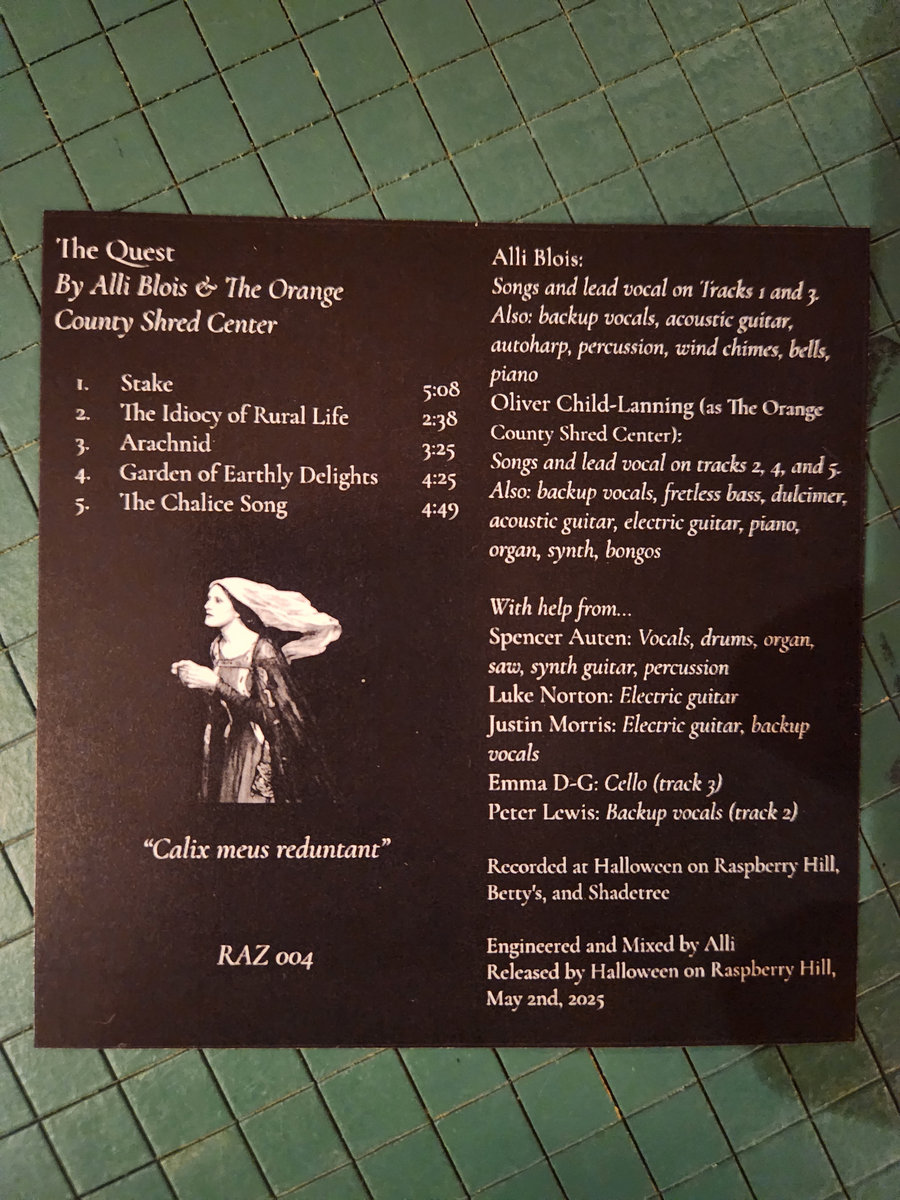 The Quest
By Alli Blois & The Orange
County Shred Center
1. Stake 5:08
2. The Idiocy of Rural Life 2:38
3. Arachnid 3:25
4. Garden of Earthly Delights 4:25
5. The Chalice Song 4:49
“Calix meus reduntant”
RAZ 004
Alli Blois:
Songs and lead vocal on Tracks 1 and 3.
Also: backup vocals, acoustic guitar,
autoharp, percussion, wind chimes, bells,
piano
Oliver Child-Lanning (as The Orange
County Shred Center):
Songs and lead vocal on tracks 2, 4, and 5.
Also: backup vocals, fretless bass, dulcimer,
acoustic guitar, electric guitar, piano,
organ, synth, bongos
With help from...
Spencer Auten: Vocals, drums, organ,
saw, synth guitar, percussion
Luke Norton: Electric guitar
Justin Morris: Electric guitar, backup
vocals
Emma D-G: Cello (track 3)
Peter Lewis: Backup vocals (track 2)
Recorded at Halloween on Raspberry Hill,
Betty's, and Shadetree
Engineered and Mixed by Alli
Released by Halloween on Raspberry Hill,
May 2nd, 2025